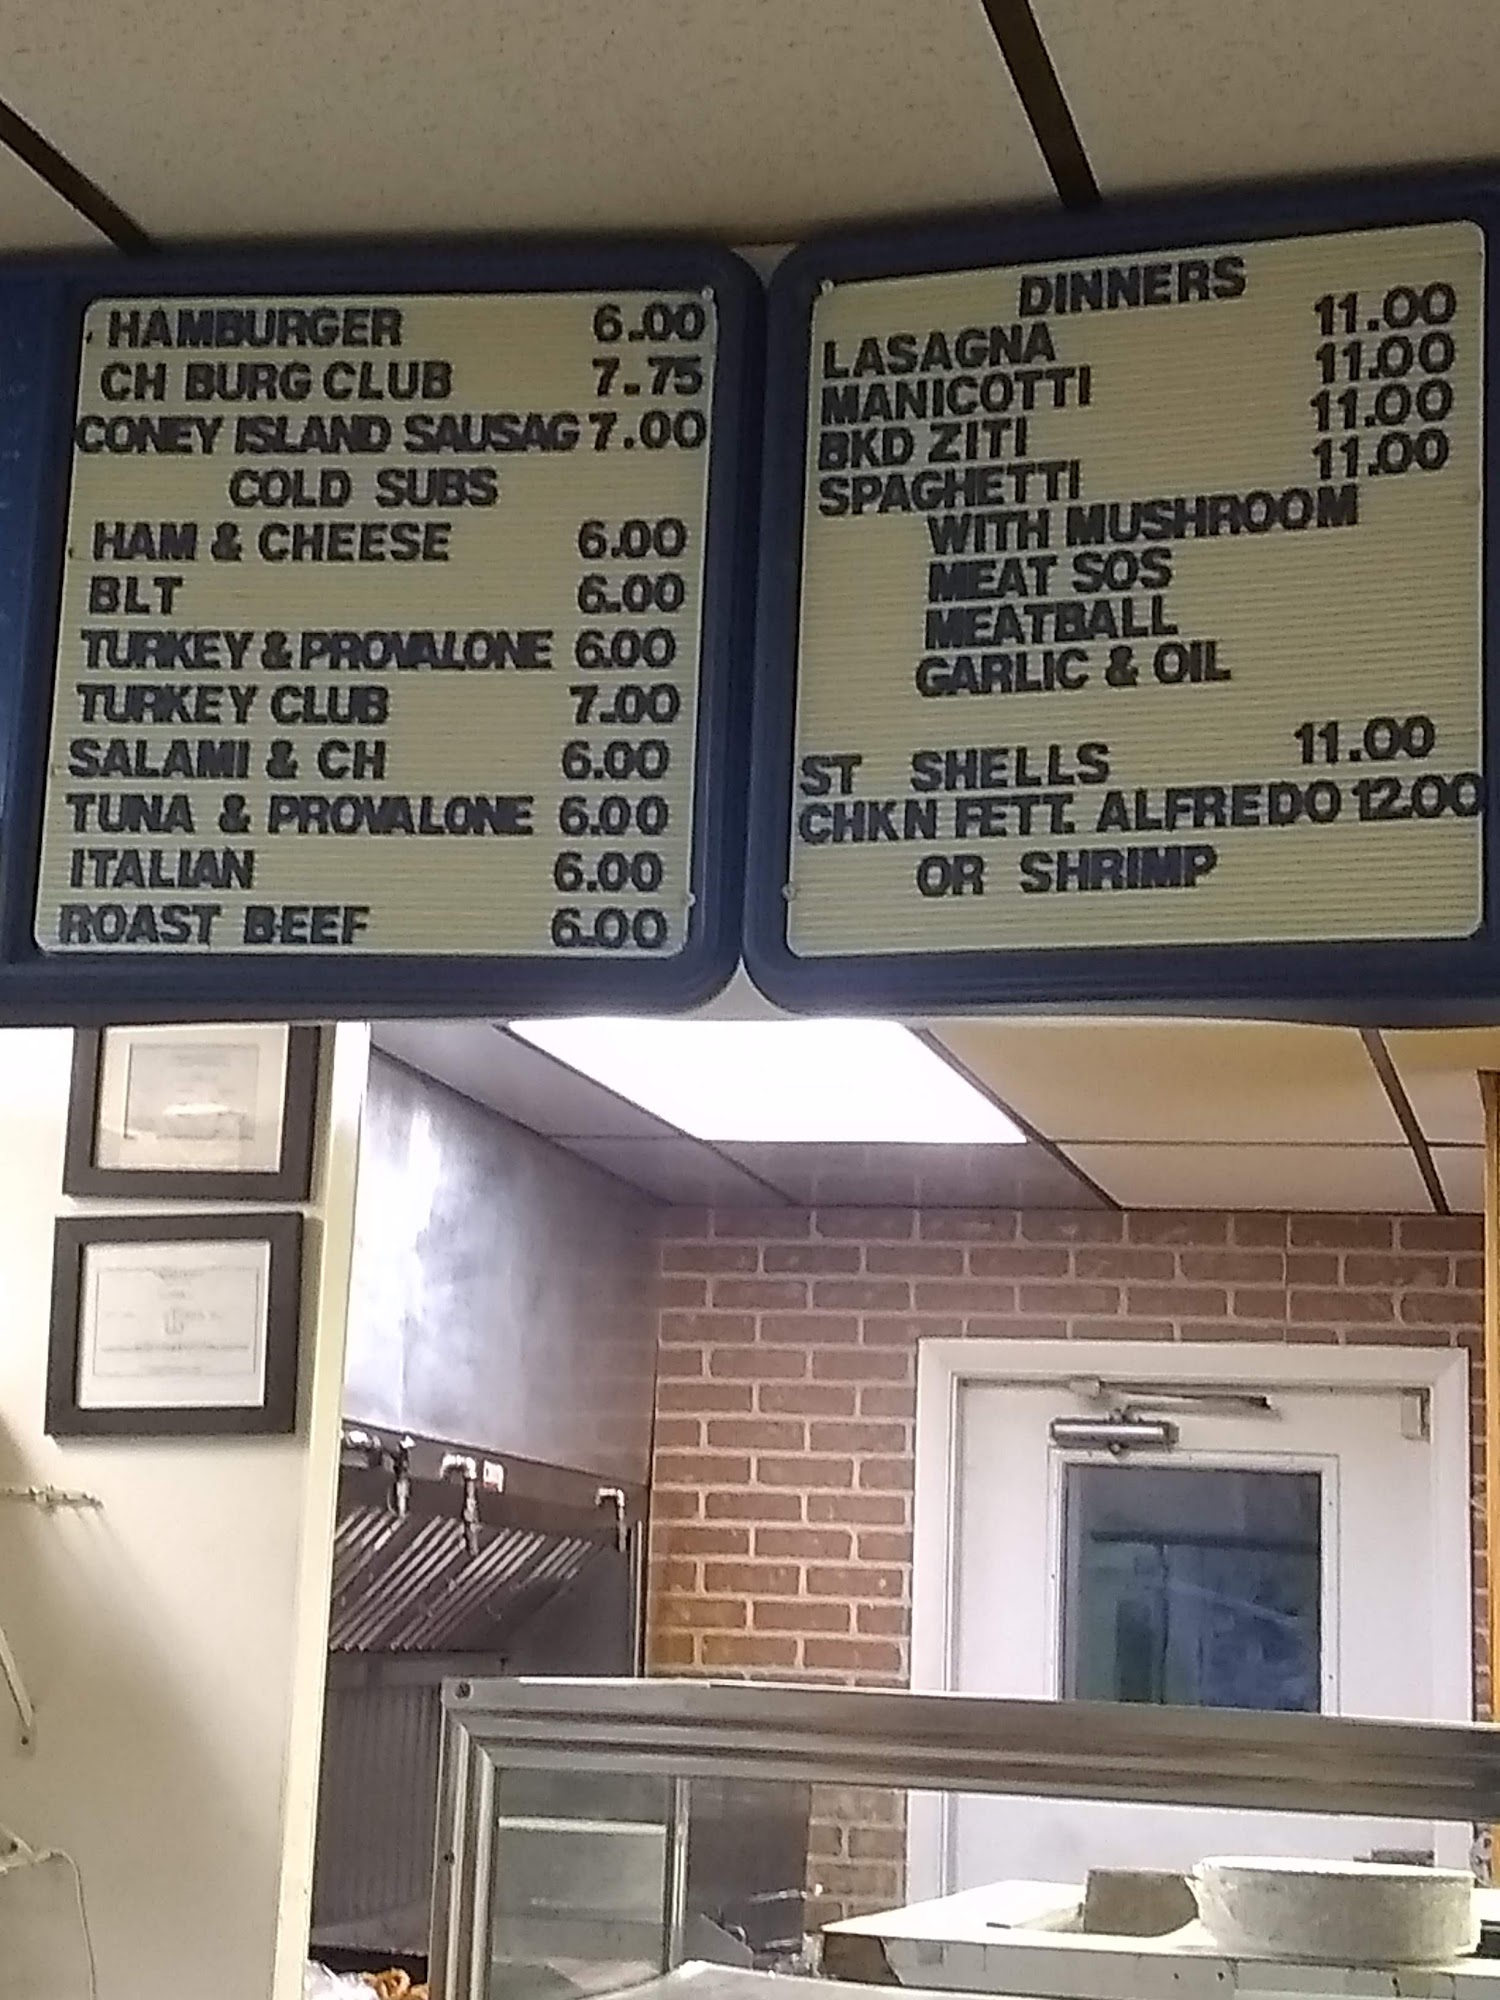 HAMBURGER 6.00
CH BURG CLUB 7.75
CONEY ISLAND SAUSAG 7.00
COLD SUBS
HAM & CHEESE 6.00
BLT 6.00
TURKEY & PROVALONE 6.00
TURKEY CLUB 7.00
SALAMI & CH 6.00
TUNA & PROVALONE 6.00
ITALIAN 6.00
ROAST BEEF 6.00
DINNERS
LASAGNA 11.00
MANICOTTI 11.00
BKD ZITI 11.00
SPAGHETTI 11.00
WITH MUSHROOM
MEAT SOS
MEATBALL
GARLIC & OIL
ST SHELLS 11.00
CHKN FETT. ALFREDO 12.00
OR SHRIMP